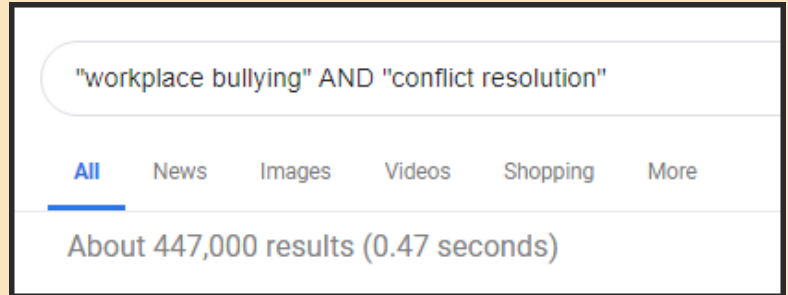 "workplace bullying" AND "conflict resolution"
All News Images Videos Shopping More
About 447,000 results (0.47 seconds)